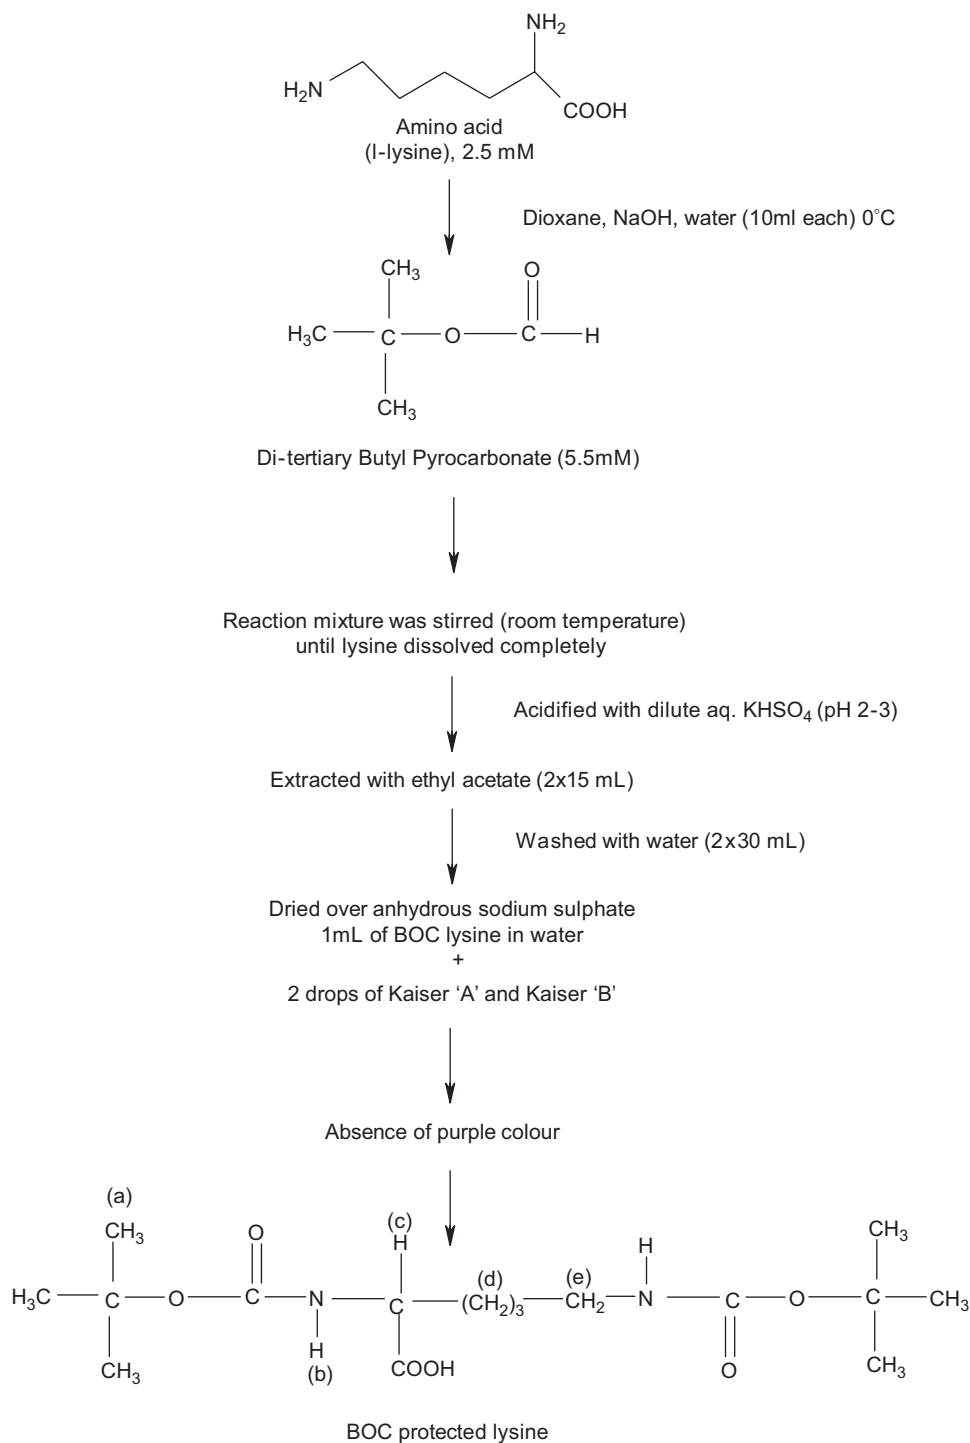 NH₂
H₂N
COOH
Amino acid
(l-lysine), 2.5 mM
Dioxane, NaOH, water (10ml each) 0°C
CH₃ O
H₃C C O C H
CH₃
Di-tertiary Butyl Pyrocarbonate (5.5mM)
Reaction mixture was stirred (room temperature)
until lysine dissolved completely
Acidified with dilute aq. KHSO₄ (pH 2-3)
Extracted with ethyl acetate (2x15 mL)
Washed with water (2x30 mL)
Dried over anhydrous sodium sulphate
1mL of BOC lysine in water
+
2 drops of Kaiser ‘A’ and Kaiser ‘B’
Absence of purple colour
(a)
CH₃ O (c) H H CH₃
(d) (e)
H₃C C O C N C (CH₂)₃ CH₂ N C O C CH₃
CH₃ H COOH O CH₃
(b)
BOC protected lysine